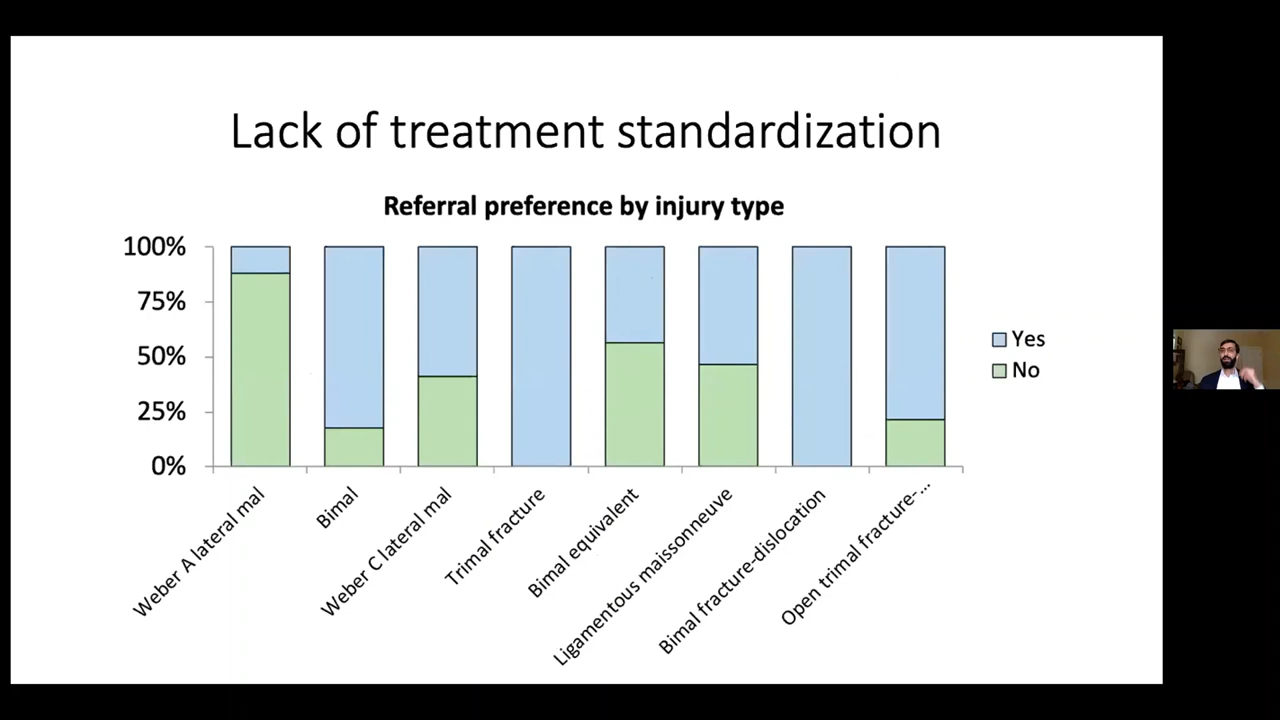 Lack of treatment standardization
Referral preference by injury type
100%
75%
50%
25%
0%
Yes
No
Weber A lateral mal
Bimal
Weber C lateral mal
Trimal fracture
Bimal equivalent
Ligamentous maissonneuve
Bimal fracture-dislocation
Open trimal fracture-...